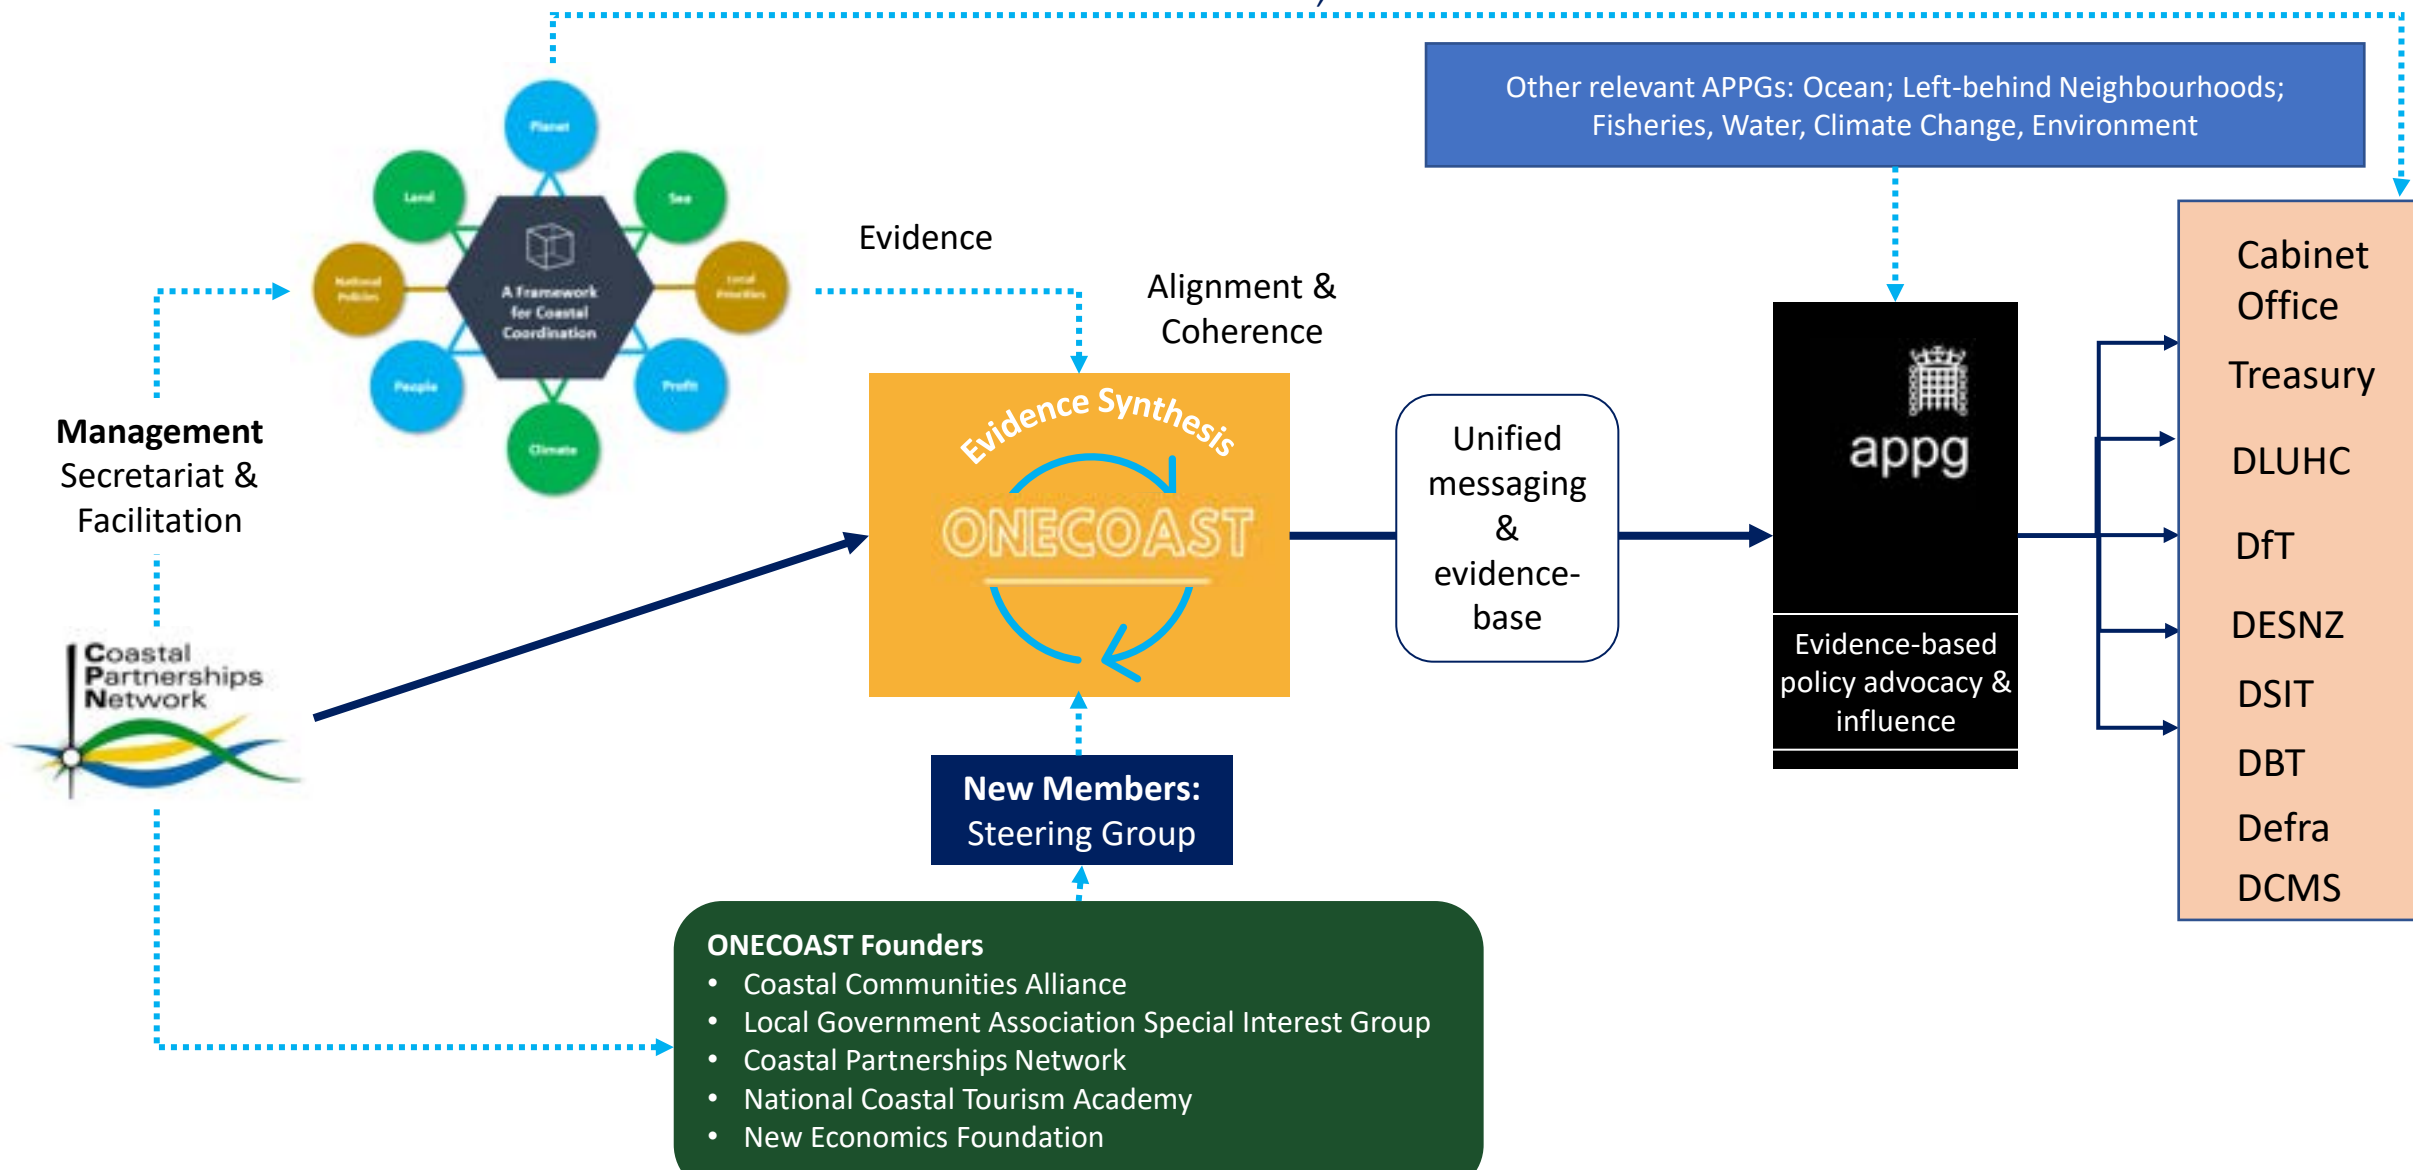 Other relevant APPGs: Ocean; Left-behind Neighbourhoods;
Fisheries, Water, Climate Change, Environment
Planet
Land
Sea
National
Policies
Local
Priorities
A Framework
for Coastal
Coordination
People
Profit
Climate
Evidence
Alignment &
Coherence
Management
Secretariat &
Facilitation
Coastal
Partnerships
Network
Evidence Synthesis
ONECOAST
Unified
messaging
&
evidence-
base
appg
Evidence-based
policy advocacy &
influence
Cabinet
Office
Treasury
DLUHC
DfT
DESNZ
DSIT
DBT
Defra
DCMS
New Members:
Steering Group
ONECOAST Founders
• Coastal Communities Alliance
• Local Government Association Special Interest Group
• Coastal Partnerships Network
• National Coastal Tourism Academy
• New Economics Foundation